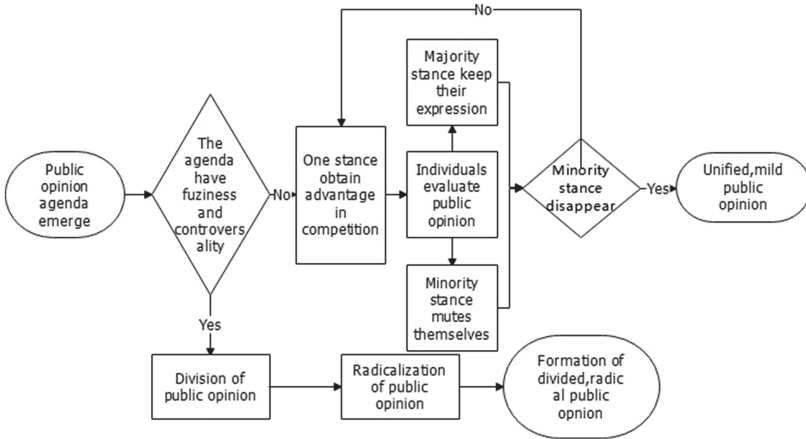 No
Majority
stance keep
their
expression
The
agenda
have
fuziness
and
controvers
ality
Public
opinion
agenda
emerge
No
One stance
obtain
advantage
in
competition
Individuals
evaluate
public
opinion
Minority
stance
disappear
Yes
Unified,mild
public
opinion
Minority
stance
mutes
themselves
Yes
Division of
public opinion
Radicalization
of public
opinion
Formation of
divided,radic
al public
opnion